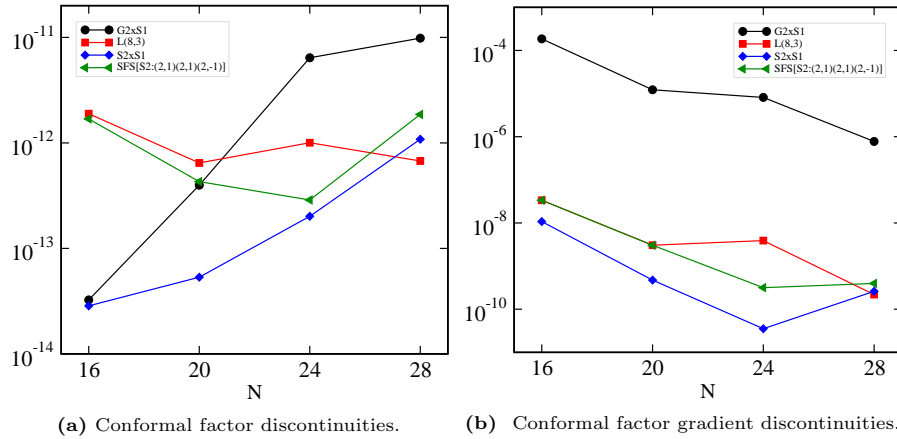 10^-11
10^-12
10^-13
10^-14
G2xS1
L(8,3)
S2xS1
SFS[S2:(2,1)(2,1)(2,-1)]
16
20
24
28
N
(a) Conformal factor discontinuities.
10^-4
10^-6
10^-8
10^-10
G2xS1
L(8,3)
S2xS1
SFS[S2:(2,1)(2,1)(2,-1)]
16
20
24
28
N
(b) Conformal factor gradient discontinuities.